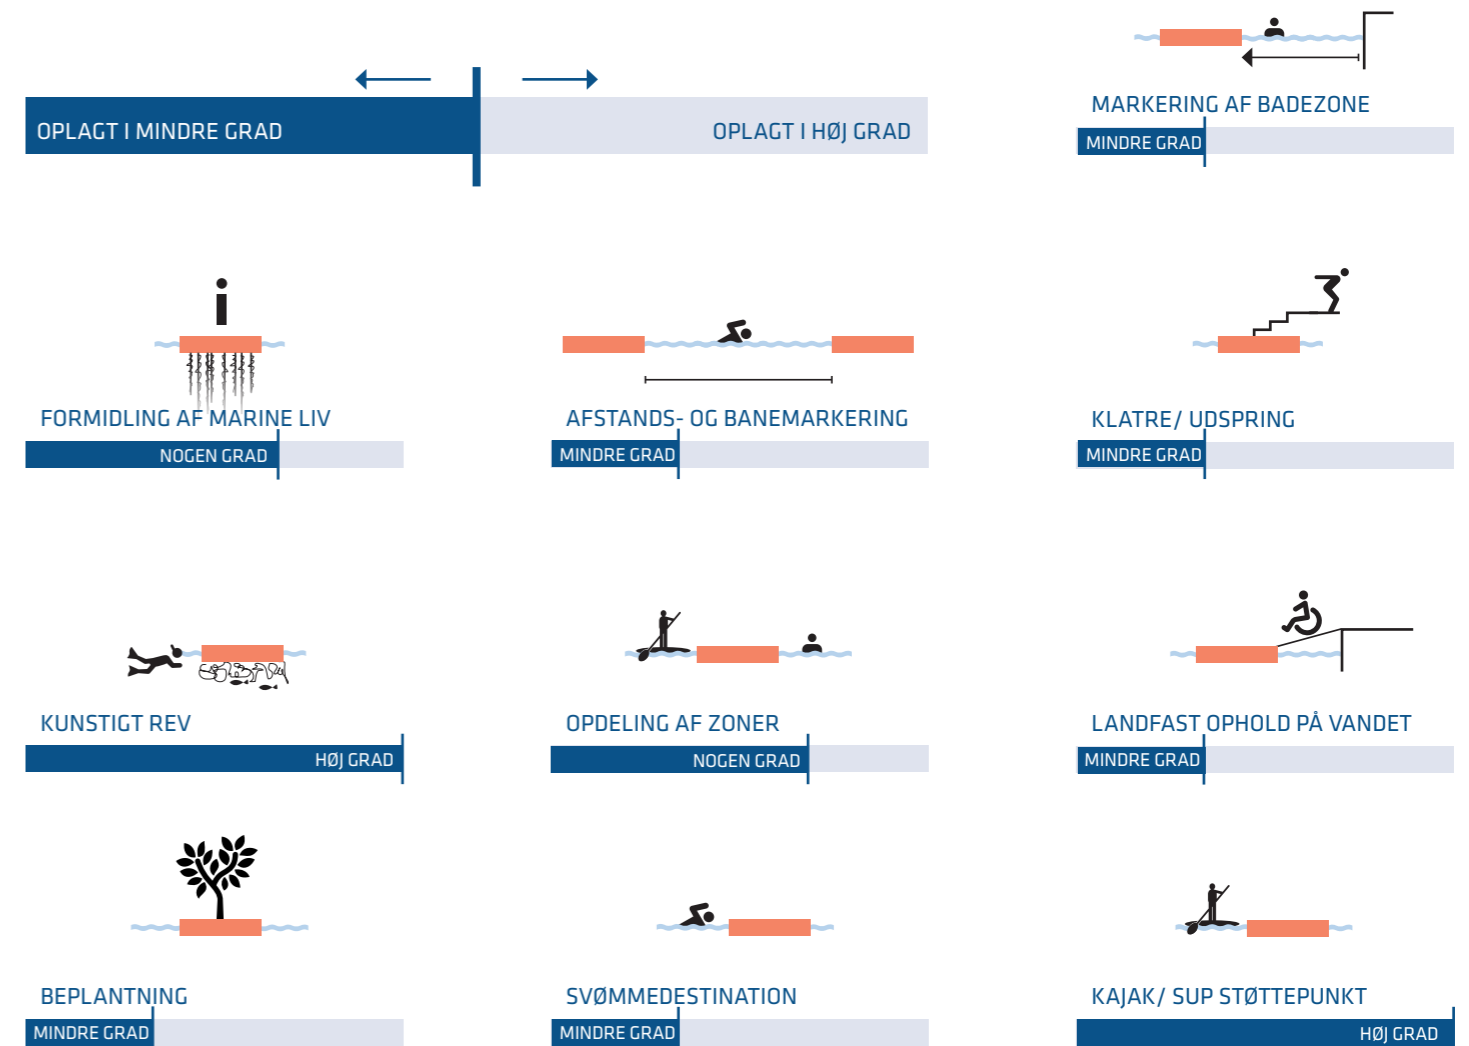 OPLAGT I MINDRE GRAD
OPLAGT I HØJ GRAD
MARKERING AF BADEZONE
MINDRE GRAD
FORMIDLING AF MARINE LIV
NOGEN GRAD
AFSTANDS- OG BANEMARKERING
MINDRE GRAD
KLATRE/ UDSPRING
MINDRE GRAD
KUNSTIGT REV
HØJ GRAD
OPDELING AF ZONER
NOGEN GRAD
LANDFAST OPHOLD PÅ VANDET
MINDRE GRAD
BEPLANTNING
MINDRE GRAD
SVØMMEDESTINATION
MINDRE GRAD
KAJAK/ SUP STØTTEPUNKT
HØJ GRAD